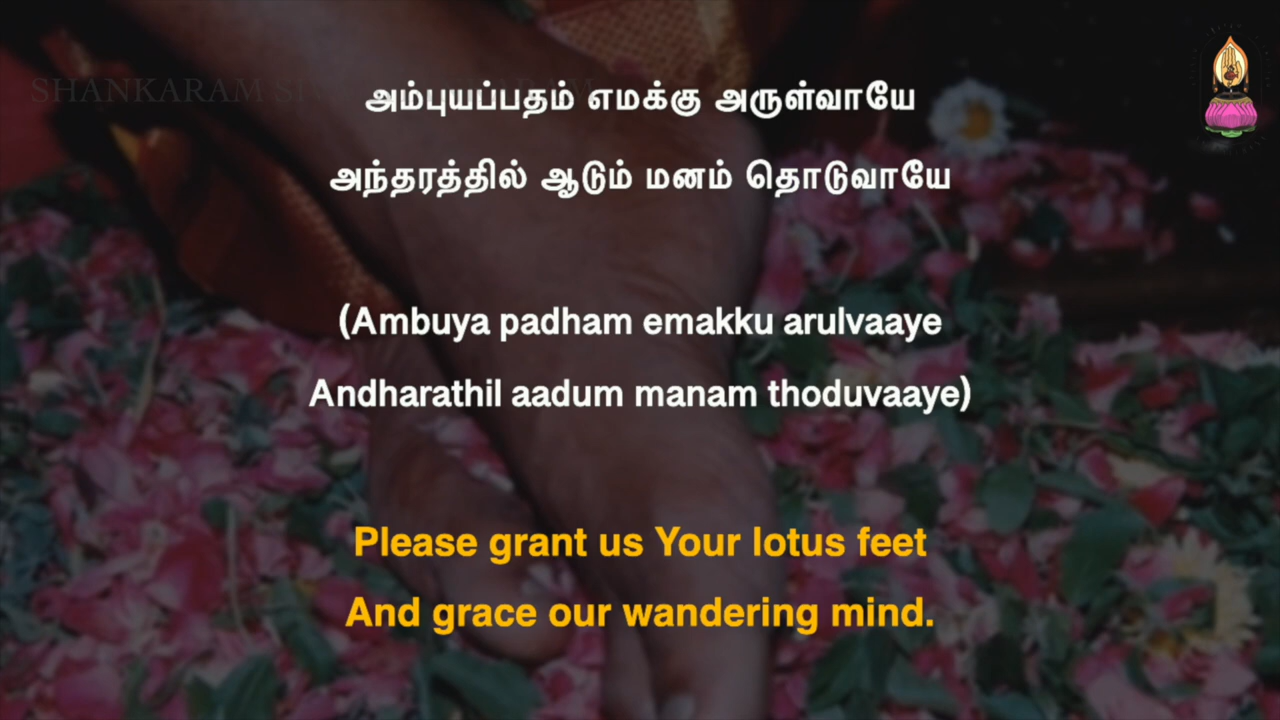 SHANKARAM
அம்புயப்பதம் எமக்கு அருள்வாயே
அந்தரத்தில் ஆடும் மனம் தொடுவாயே
(Ambuya padham emakku arulvaaye
Andharathil aadum manam thoduvaaye)
Please grant us Your lotus feet
And grace our wandering mind.